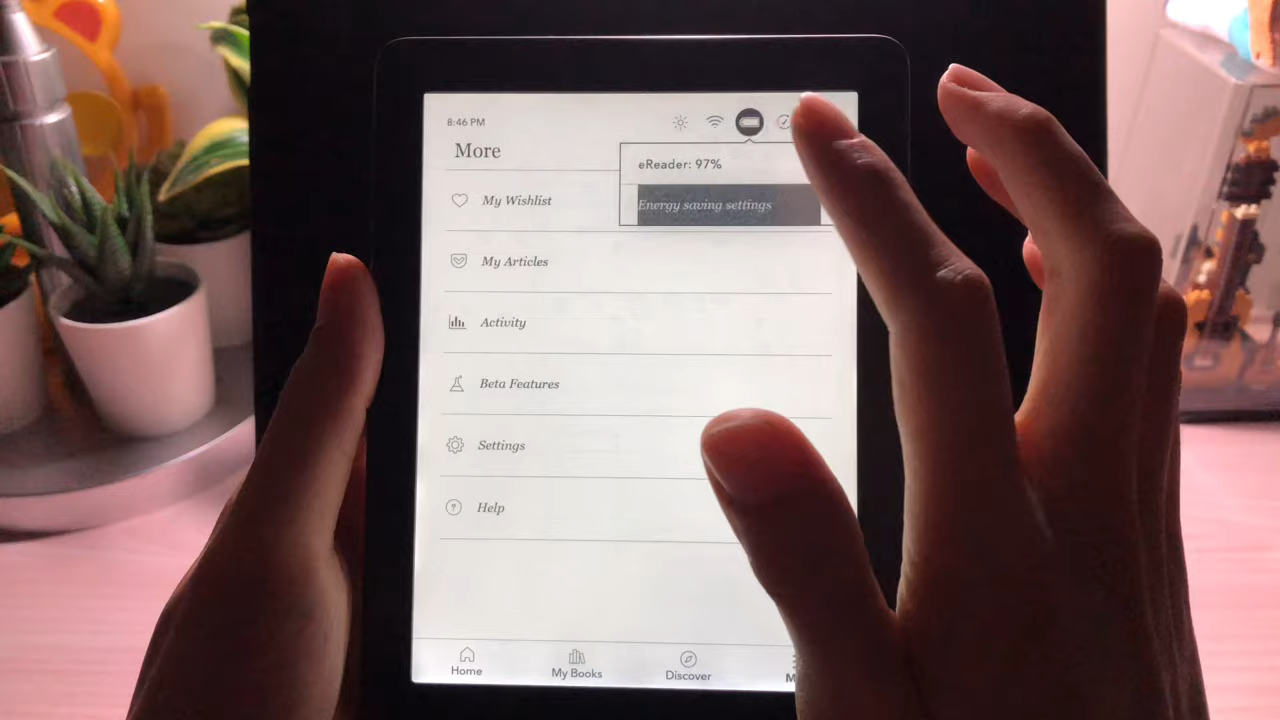 8:46 PM
More
eReader: 97%
Energy saving settings
My Wishlist
My Articles
Activity
Beta Features
Settings
Help
Home
My Books
Discover